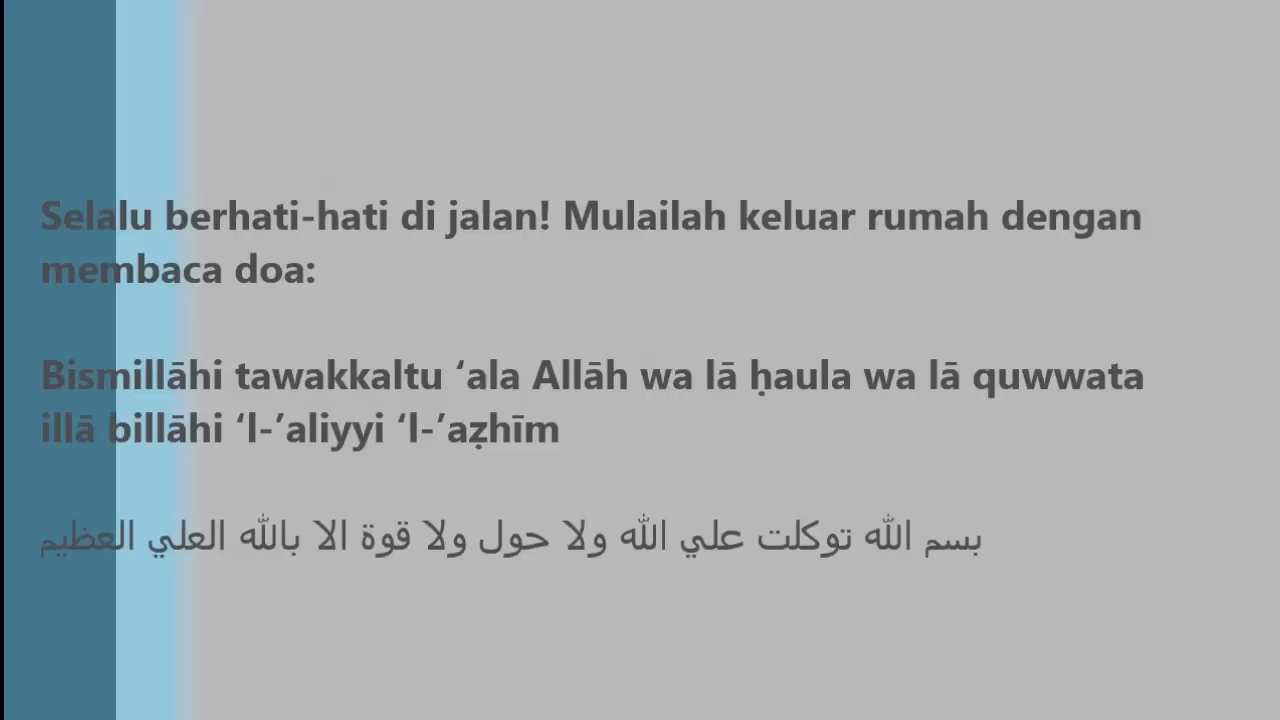 Selalu berhati-hati di jalan! Mulailah keluar rumah dengan
membaca doa:
Bismillāhi tawakkaltu ‘ala Allāh wa lā ḥaula wa lā quwwata
illā billāhi ‘l-’aliyyi ‘l-’aẓhīm
بسم الله توكلت علي الله ولا حول ولا قوة الا بالله العلي العظيم